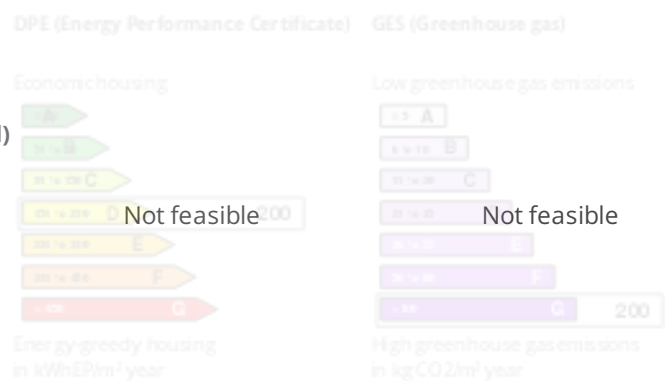 DPE (Energy Performance Certificate)
GES (Greenhouse gas)
Economic housing
Low greenhouse gas emissions
A
A
B
B
C
C
D
Not feasible
200
Not feasible
E
E
F
F
G
G
200
Energy-greedy housing
in kWhEP/m² year
High greenhouse gas emissions
in kg CO2/m² year